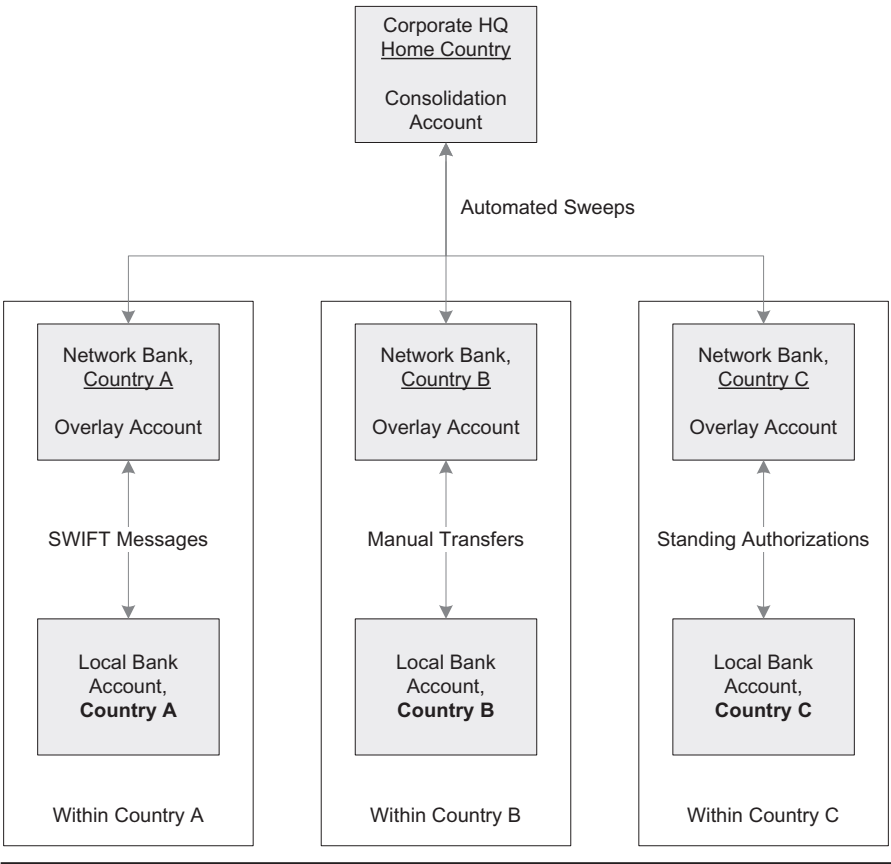 Corporate HQ
Home Country
Consolidation
Account
Automated Sweeps
Network Bank,
Country A
Overlay Account
Network Bank,
Country B
Overlay Account
Network Bank,
Country C
Overlay Account
SWIFT Messages
Manual Transfers
Standing Authorizations
Local Bank
Account,
Country A
Local Bank
Account,
Country B
Local Bank
Account,
Country C
Within Country A
Within Country B
Within Country C